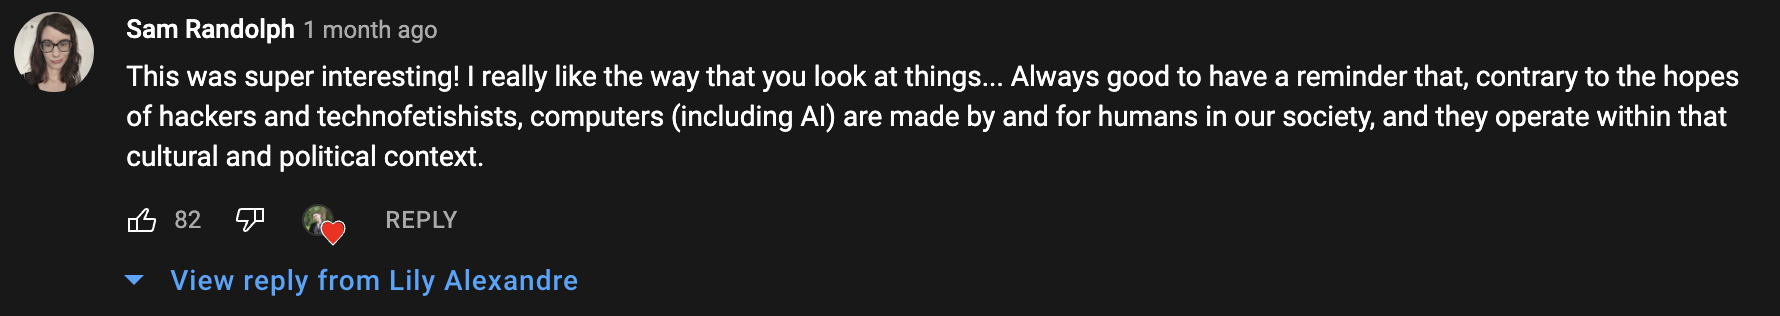 Sam Randolph 1 month ago
This was super interesting! I really like the way that you look at things... Always good to have a reminder that, contrary to the hopes
of hackers and technofetishists, computers (including AI) are made by and for humans in our society, and they operate within that
cultural and political context.
82 REPLY
View reply from Lily Alexandre